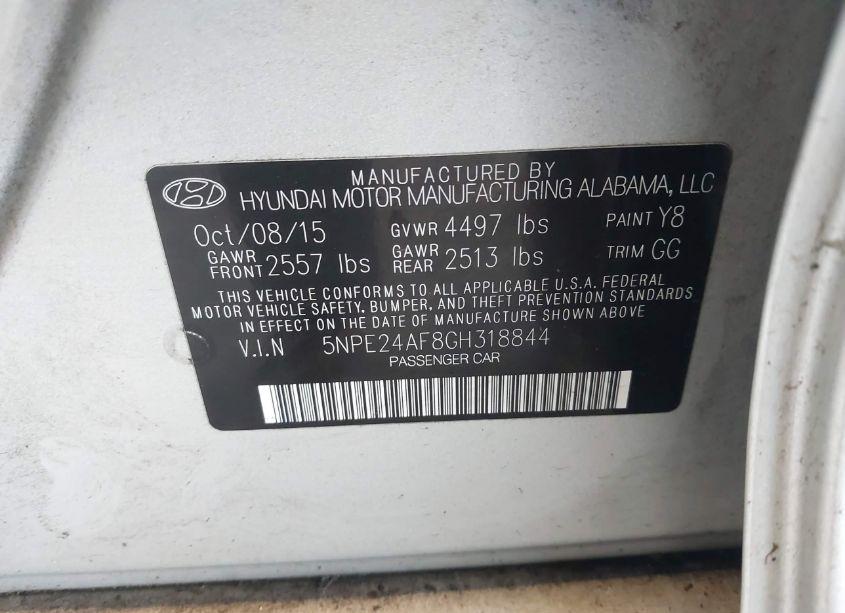 MANUFACTURED BY
HYUNDAI MOTOR MANUFACTURING ALABAMA, LLC
Oct/08/15 GVWR 4497 lbs PAINT Y8
GAWR FRONT 2557 lbs GAWR REAR 2513 lbs TRIM GG
THIS VEHICLE CONFORMS TO ALL APPLICABLE U.S.A. FEDERAL
MOTOR VEHICLE SAFETY, BUMPER, AND THEFT PREVENTION STANDARDS
IN EFFECT ON THE DATE OF MANUFACTURE SHOWN ABOVE
V.I.N 5NPE24AF8GH318844
PASSENGER CAR